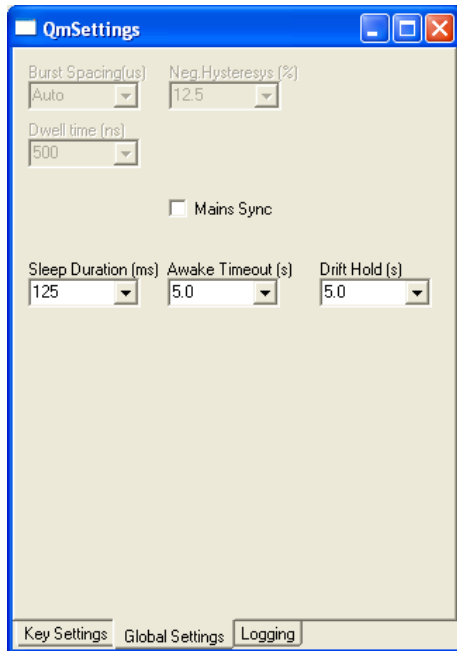 QmSettings
Burst Spacing(us) Neg.Hysteresys (%)
Auto 12.5
Dwell time (ns)
500
Mains Sync
Sleep Duration (ms) Awake Timeout (s) Drift Hold (s)
125 5.0 5.0
Key Settings Global Settings Logging